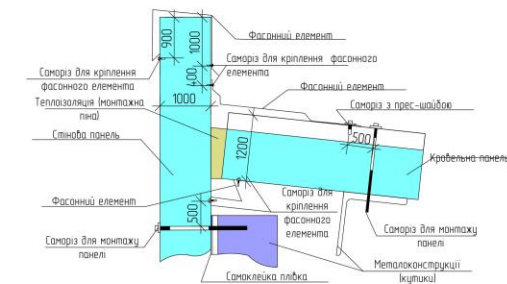 900
1000
Фасонний елемент
Саморіз для кріплення фасонного
елемента
Саморіз для кріплення
фасонного елемента
400
Фасонний елемент
Теплоізоляція (монтажна
піна)
1000
Саморіз з прес-шайбою
Стінова панель
500
1200
Кровельна панель
Саморіз для
кріплення
фасонного
елемента
Фасонний елемент
500
Саморіз для монтажу
панелі
Саморіз для монтажу
панелі
Металоконструкції
(кутики)
Самоклейка плівка